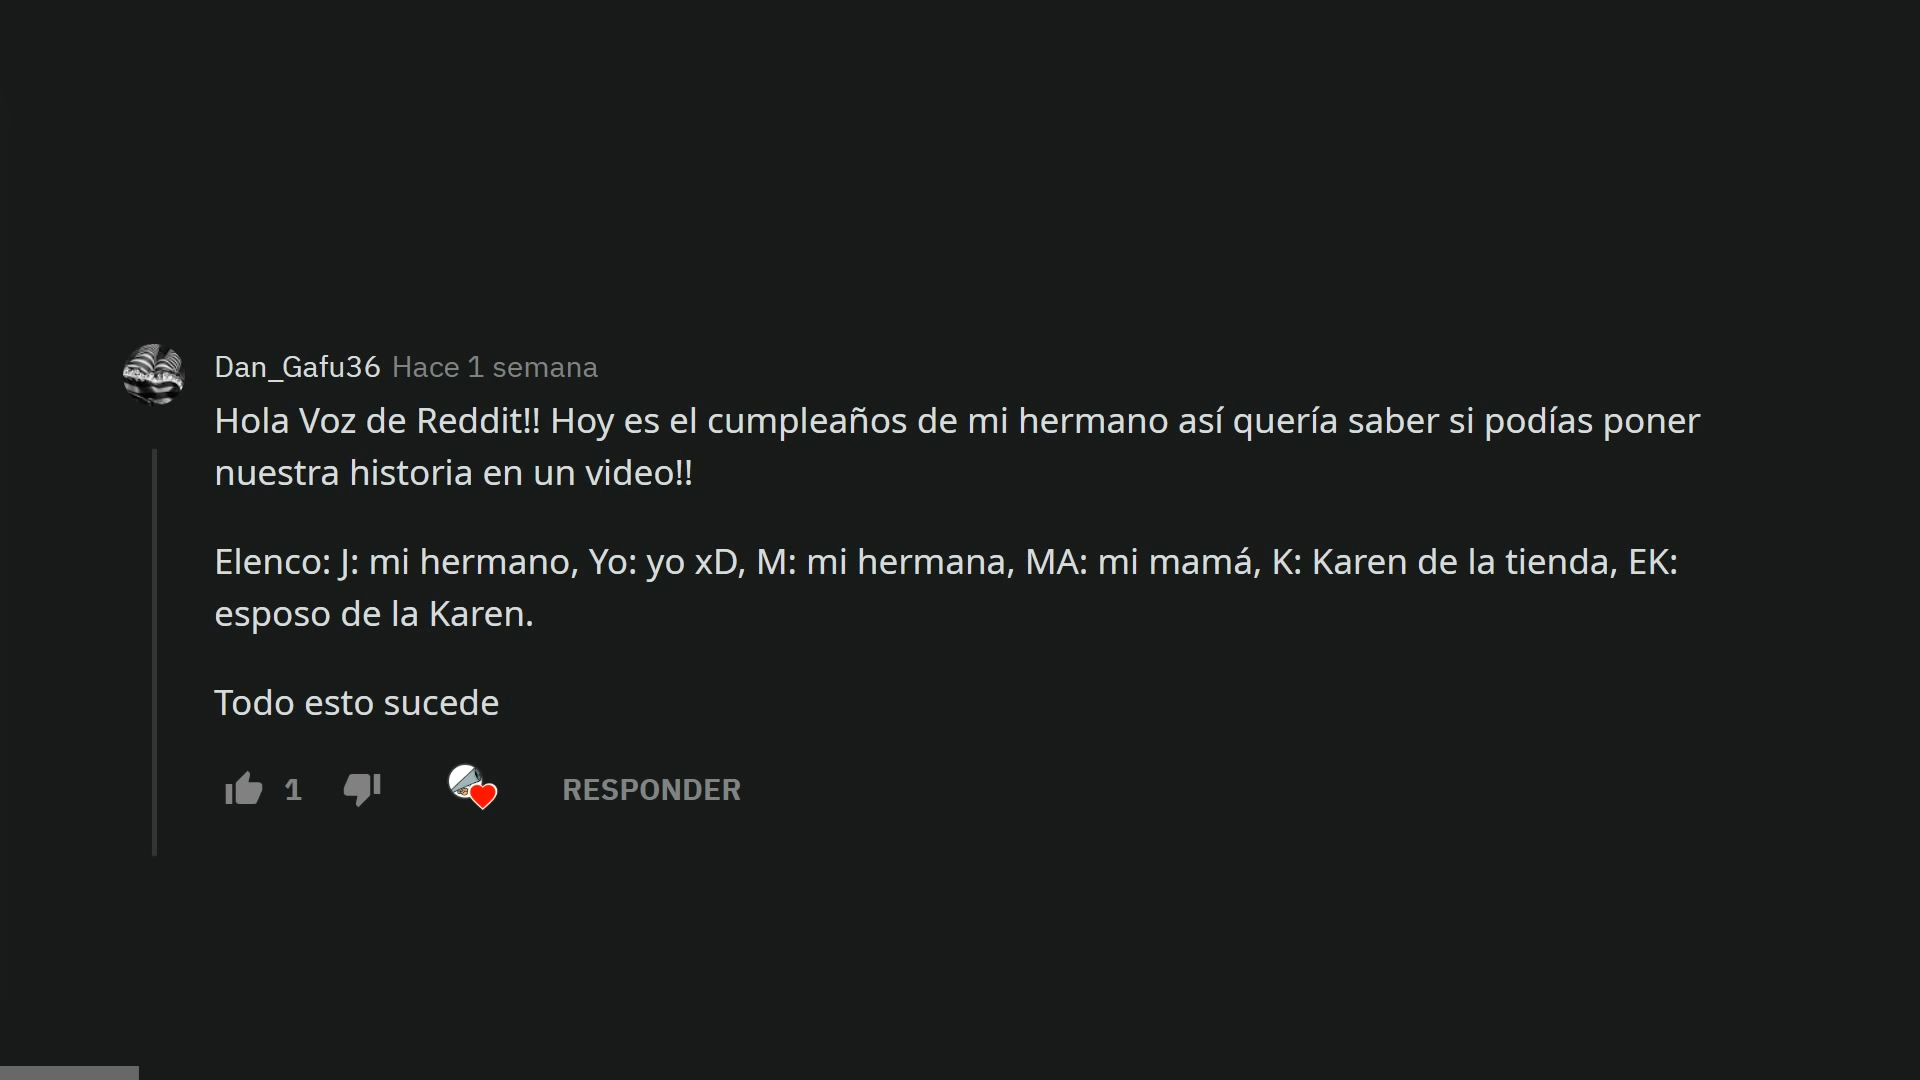 Dan_Gafu36 Hace 1 semana
Hola Voz de Reddit!! Hoy es el cumpleaños de mi hermano así quería saber si podías poner
nuestra historia en un video!!
Elenco: J: mi hermano, Yo: yo xD, M: mi hermana, MA: mi mamá, K: Karen de la tienda, EK:
esposo de la Karen.
Todo esto sucede
1 RESPONDER